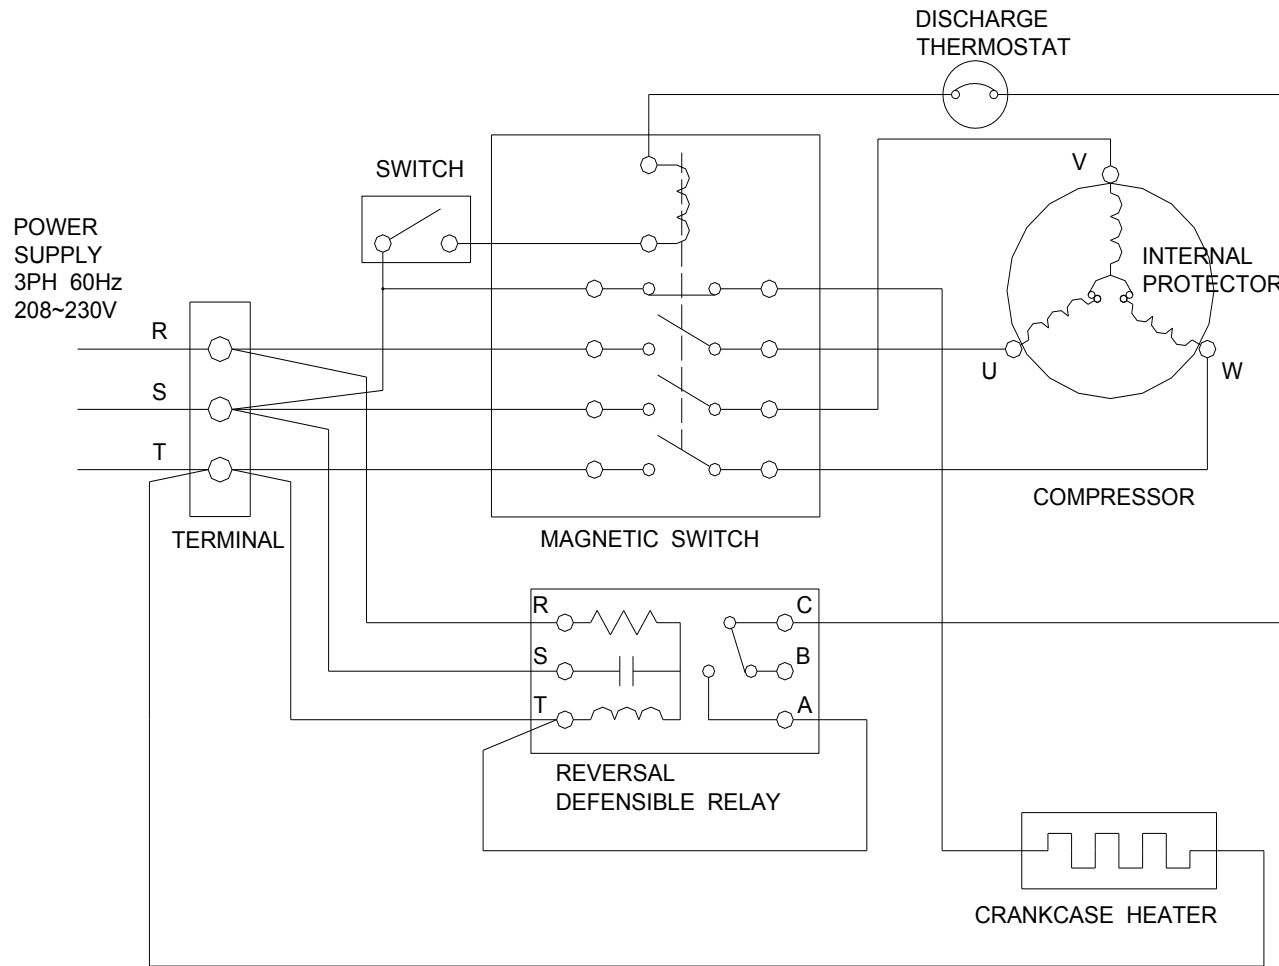 DISCHARGE
THERMOSTAT
SWITCH
V
POWER
SUPPLY
3PH 60Hz
208~230V
INTERNAL
PROTECTOR
R
U
W
S
T
COMPRESSOR
TERMINAL
MAGNETIC SWITCH
R
C
S
B
T
A
REVERSAL
DEFENSIBLE RELAY
CRANKCASE HEATER